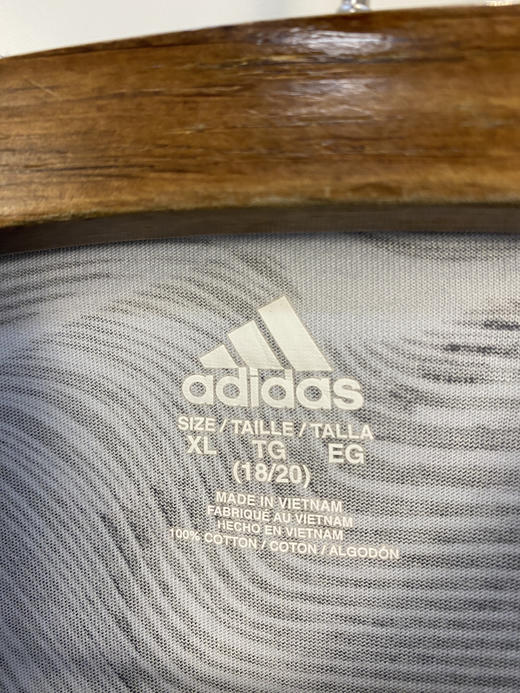 adidas
SIZE / TAILLE / TALLA
XL TG EG
(18/20)
MADE IN VIETNAM
FABRIQUÉ AU VIETNAM
HECHO EN VIETNAM
100% COTTON / COTON / ALGODÓN